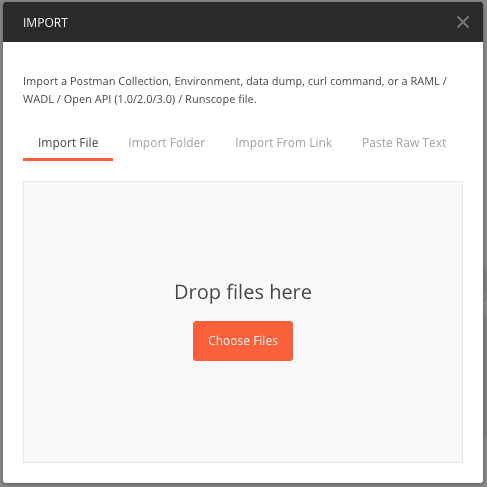 IMPORT
Import a Postman Collection, Environment, data dump, curl command, or a RAML /
WADL / Open API (1.0/2.0/3.0) / Runscope file.
Import File Import Folder Import From Link Paste Raw Text
Drop files here
Choose Files